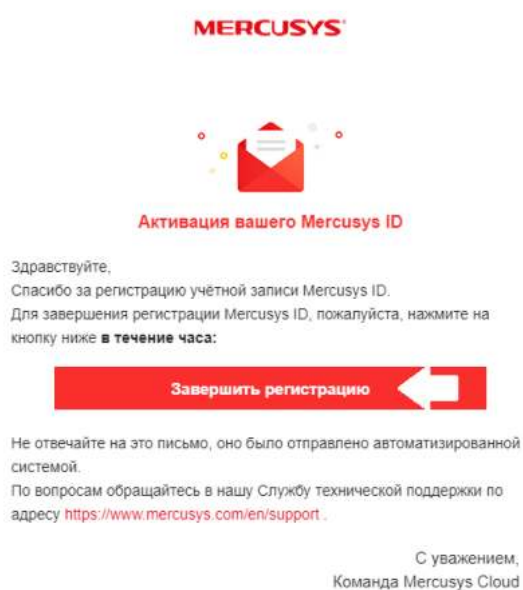 MERCUSYS
Активация вашего Mercusys ID
Здравствуйте,
Спасибо за регистрацию учётной записи Mercusys ID.
Для завершения регистрации Mercusys ID, пожалуйста, нажмите на
кнопку ниже в течение часа:
Завершить регистрацию
Не отвечайте на это письмо, оно было отправлено автоматизированной
системой.
По вопросам обращайтесь в нашу Службу технической поддержки по
адресу https://www.mercusys.com/en/support .
С уважением,
Команда Mercusys Cloud